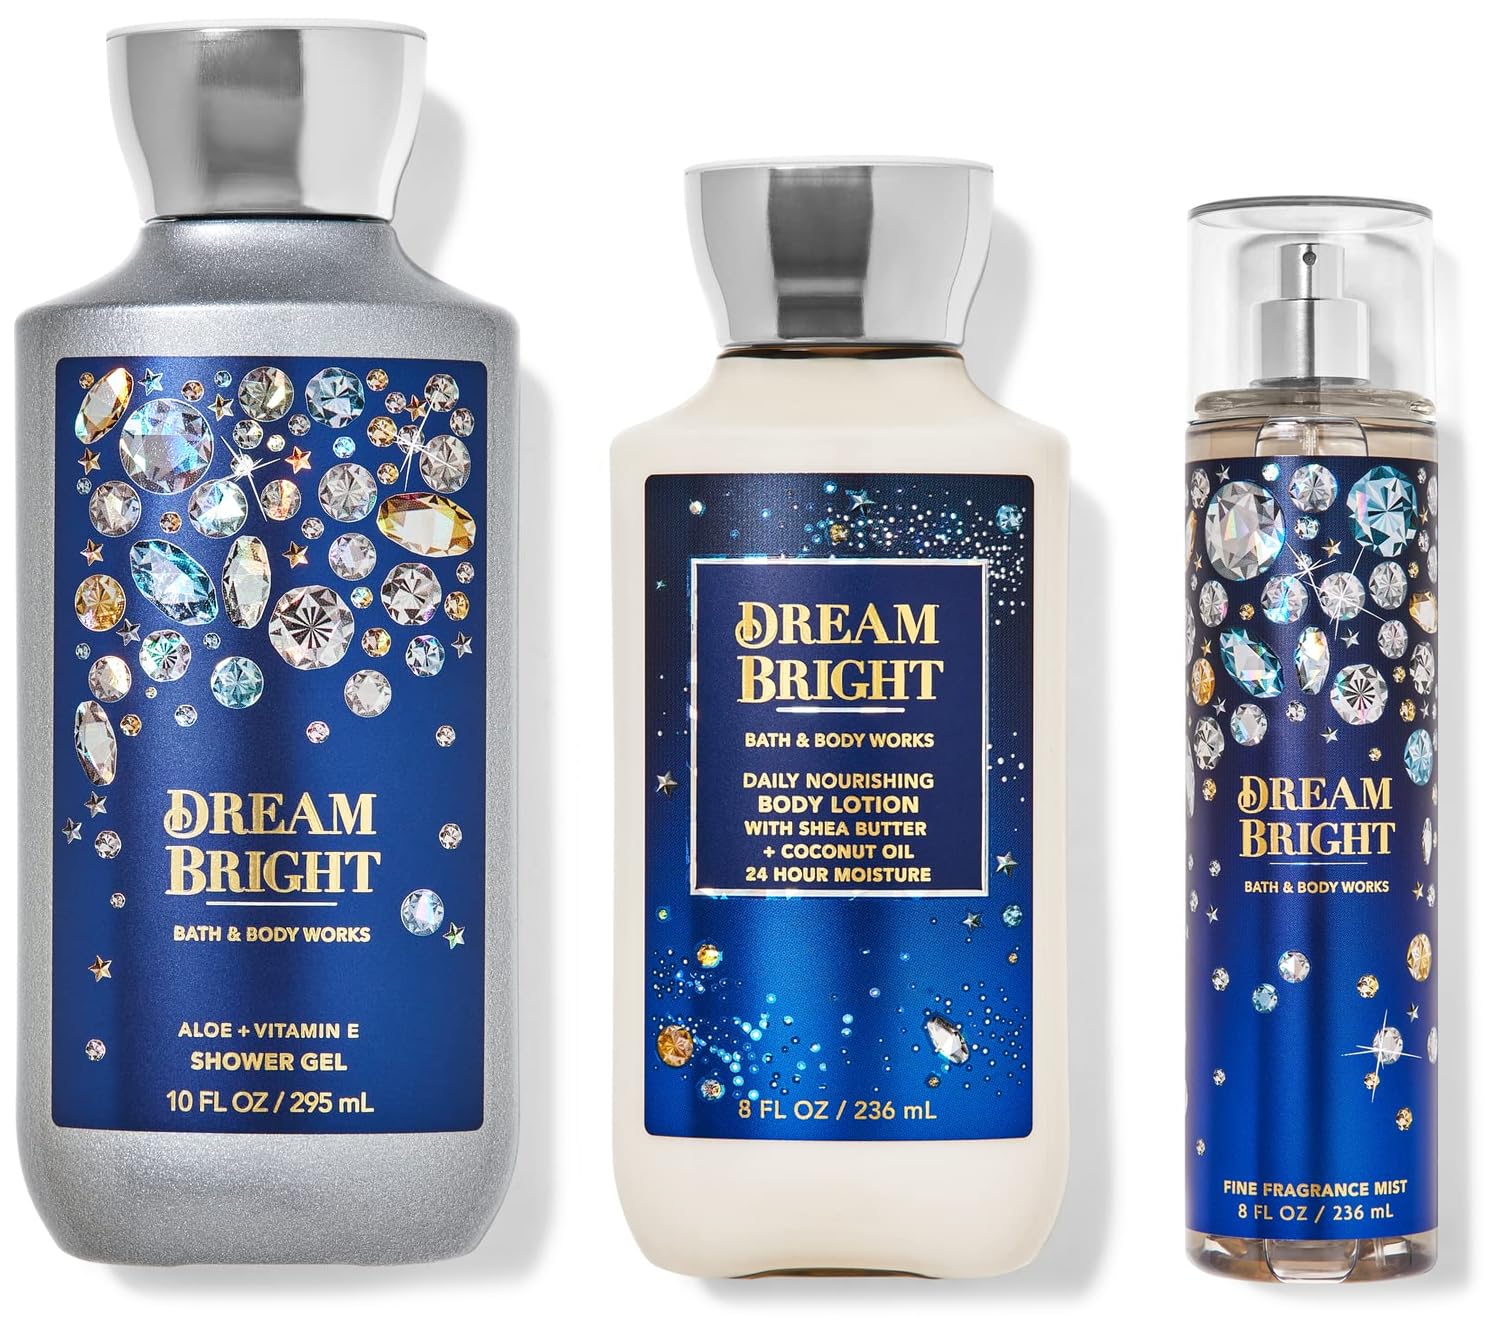 DREAM
BRIGHT
BATH & BODY WORKS
ALOE + VITAMIN E
SHOWER GEL
10 FL OZ / 295 mL
DREAM
BRIGHT
BATH & BODY WORKS
DAILY NOURISHING
BODY LOTION
WITH SHEA BUTTER
+ COCONUT OIL
24 HOUR MOISTURE
8 FL OZ / 236 mL
DREAM
BRIGHT
BATH & BODY WORKS
FINE FRAGRANCE MIST
8 FL OZ / 236 mL